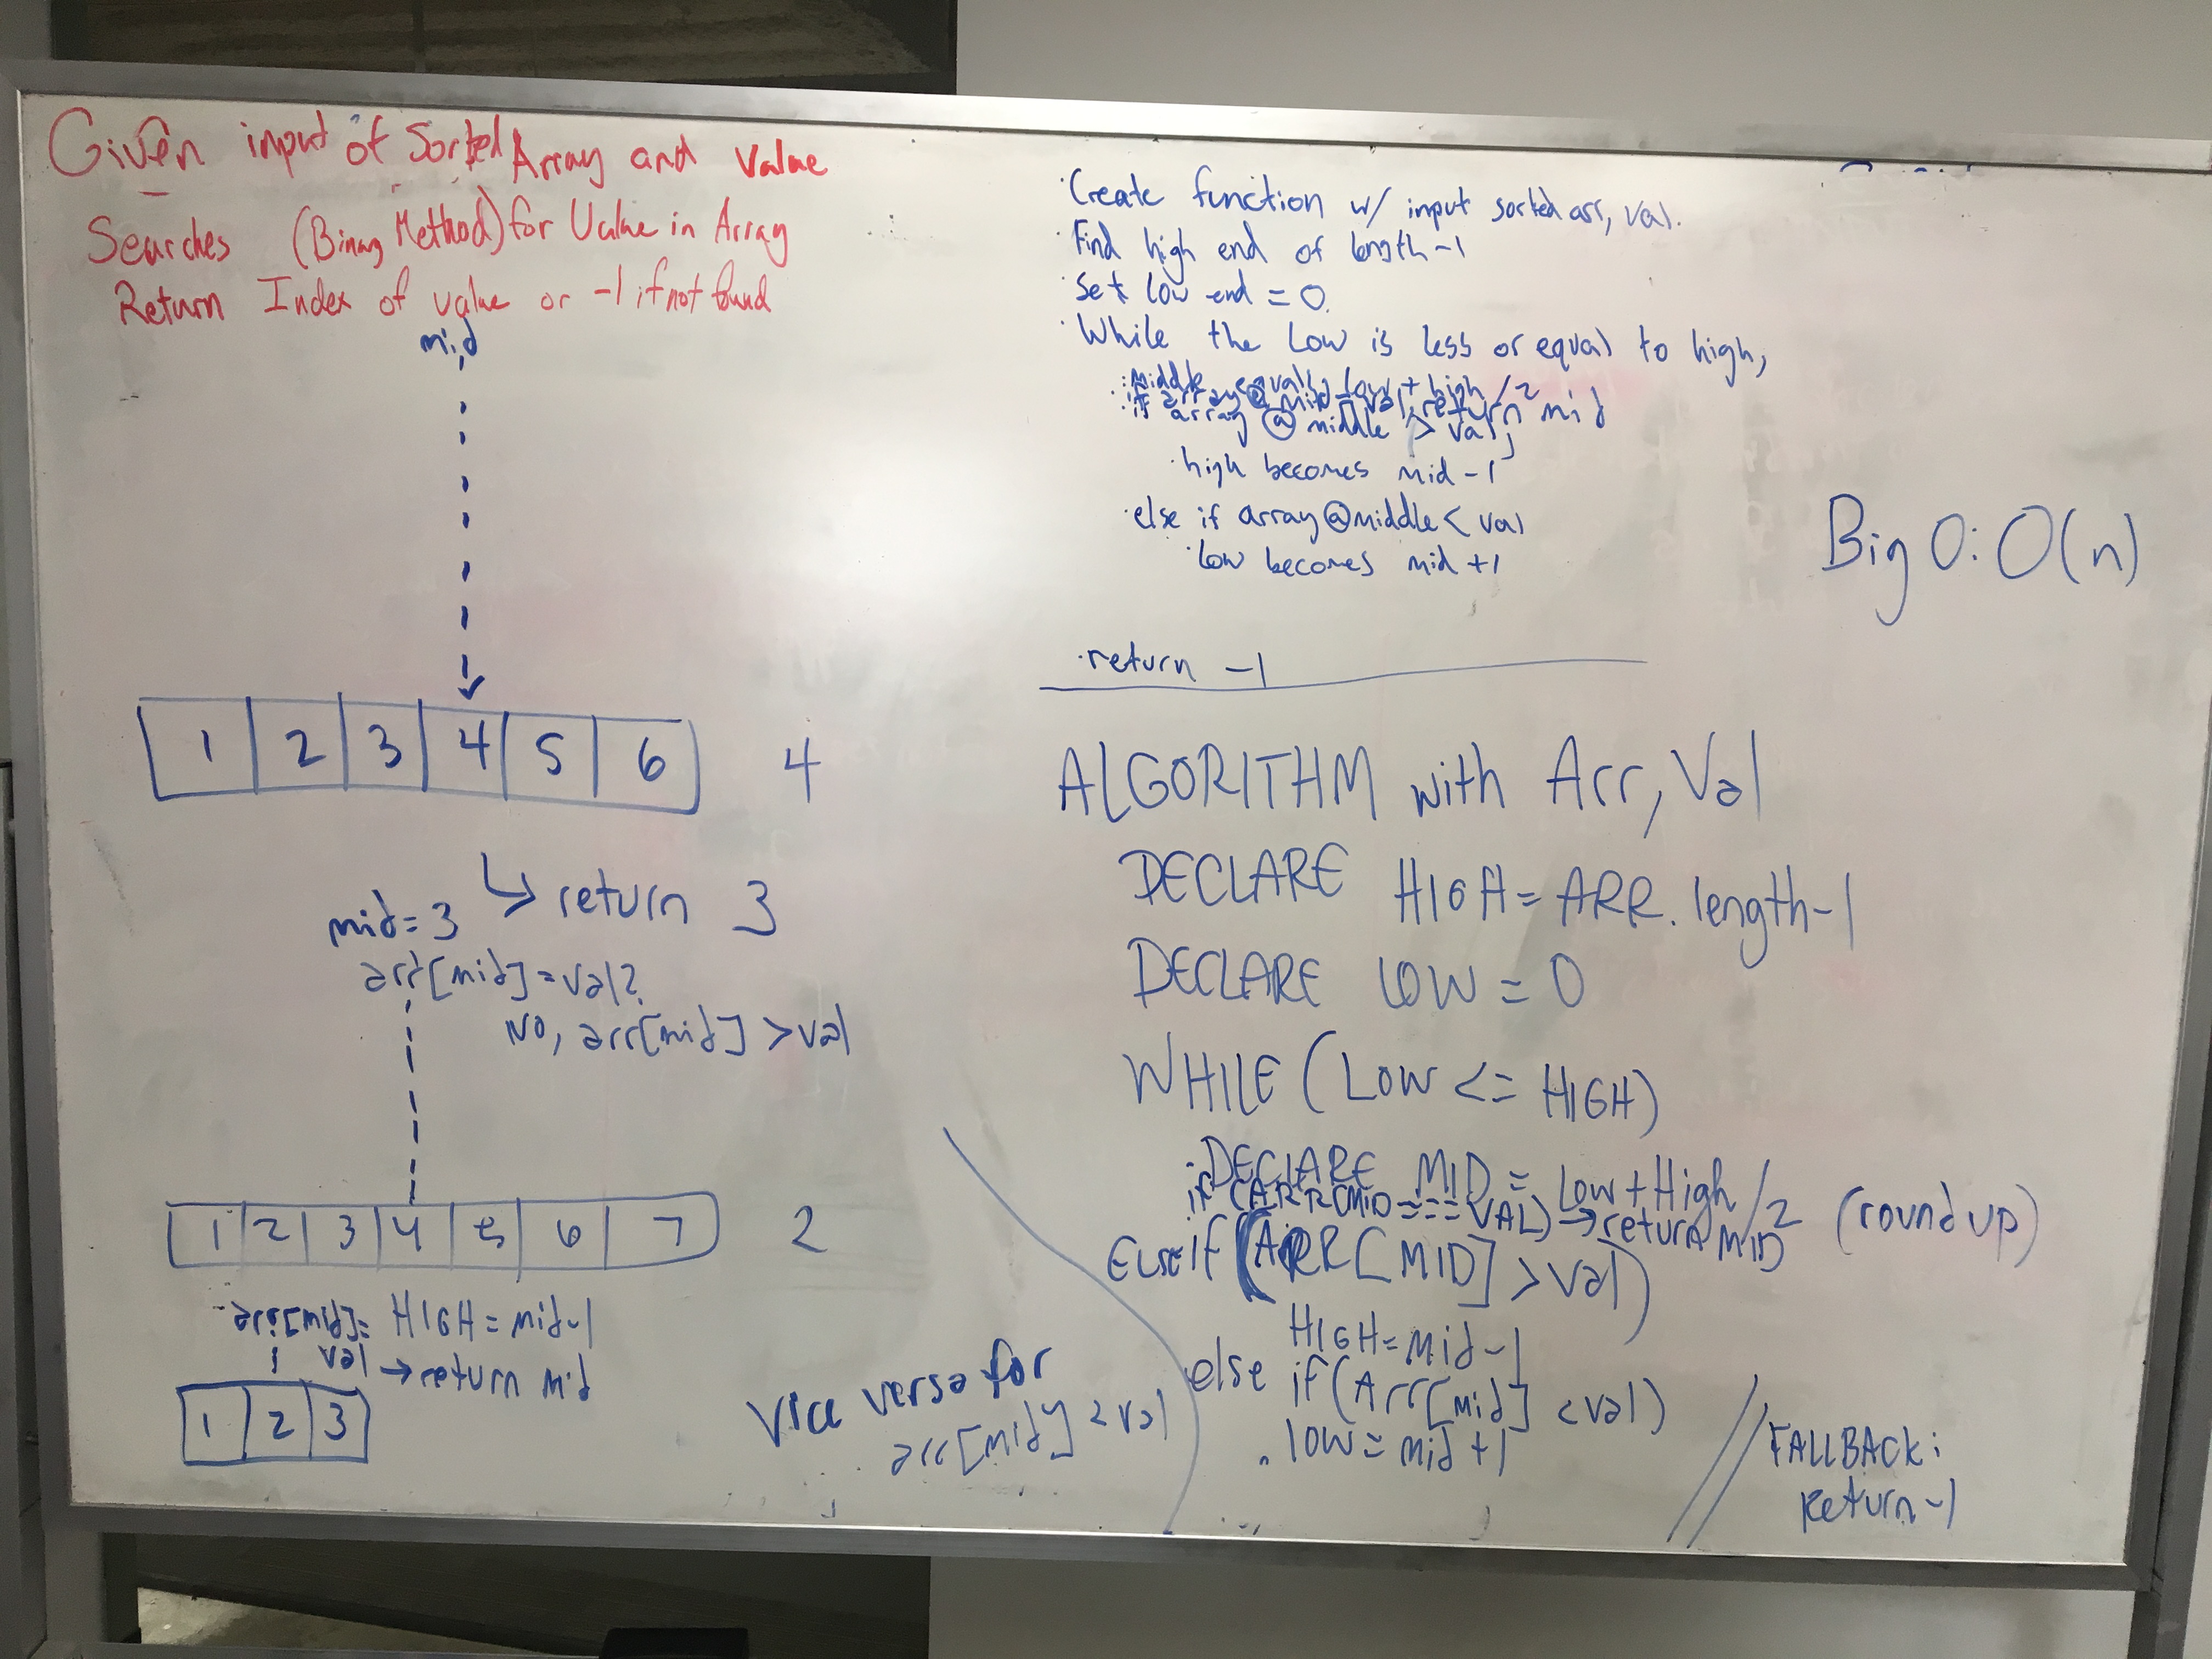 Given input of Sorted Array and Value
Searches (Binary Method) for Value in Array
Return Index of value or -1 if not found
mid
1 2 3 4 5 6 4
↳ return 3
mid = 3
arr[mid] = val?
No, arr[mid] > val
1 2 3 4 5 6 7 2
arr[mid] = val → return mid
HIGH = mid-1
1 2 3
Vice versa for
arr[mid] < val
· Create function w/ input sorted arr, val.
· Find high end of length-1
· Set low end = 0
· While the Low is less or equal to high,
· Middle equals low + high /2
· if array @ mid = val, return mid
· if array @ middle > val,
· high becomes mid -1
· else if array @ middle < val
· Low becomes mid +1
· return -1
Big O: O(n)
ALGORITHM with Arr, Val
DECLARE HIGH = ARR.length-1
DECLARE LOW = 0
WHILE (LOW <= HIGH)
· DECLARE MID = Low + High /2 (round up)
if (ARR[MID === VAL) → return MID
Else if (ARR[MID] > Val)
HIGH = Mid -1
else if (Arr[mid] < val)
. low = mid +1
// FALLBACK:
Return -1